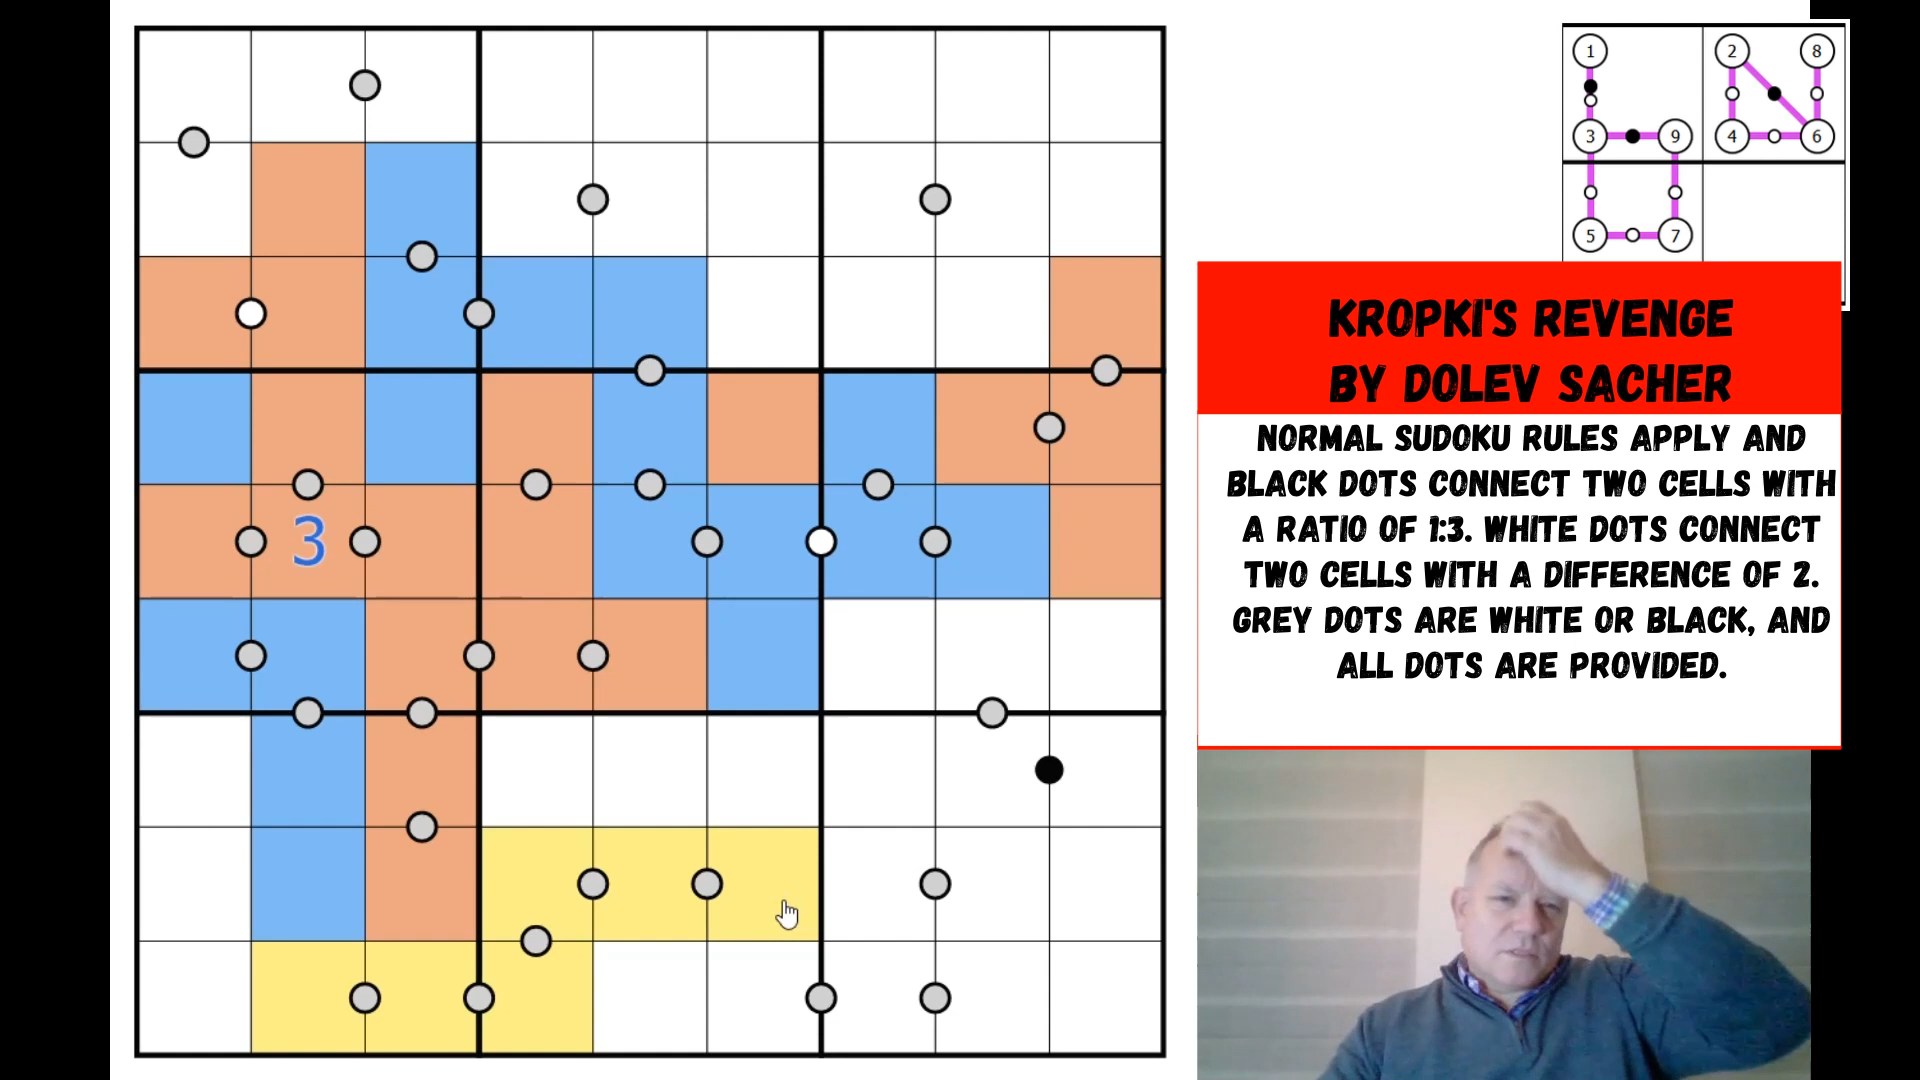 1
2 8
3 9
4 6
5 7
KROPKI'S REVENGE
BY DOLEV SACHER
NORMAL SUDOKU RULES APPLY AND
BLACK DOTS CONNECT TWO CELLS WITH
A RATIO OF 1:3. WHITE DOTS CONNECT
TWO CELLS WITH A DIFFERENCE OF 2.
GREY DOTS ARE WHITE OR BLACK, AND
ALL DOTS ARE PROVIDED.
3